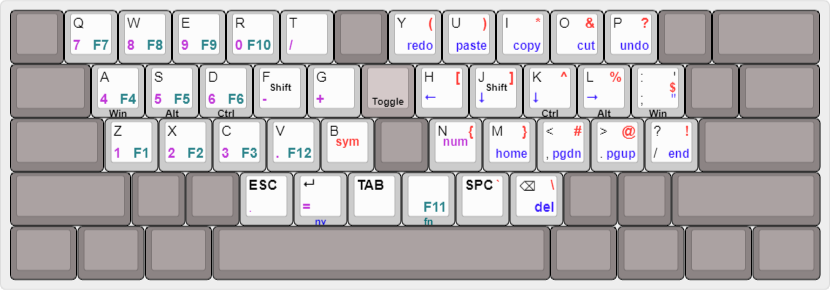 Q W E R T Y ( U ) I * O & P ?
7 F7 8 F8 9 F9 0 F10 / redo paste copy cut undo
A S D F G H [ J ] K ^ L % : '
Shift Shift $
4 F4 5 F5 6 F6 - + Toggle ← ↓ ↓ → ; "
Win Alt Ctrl Ctrl Alt Win
Z X C V B N { M } < # > @ ? !
sym num
1 F1 2 F2 3 F3 . F12 home , pgdn . pgup / end
ESC ↵ TAB SPC ` ⌫ \
. = F11 del
nv fn